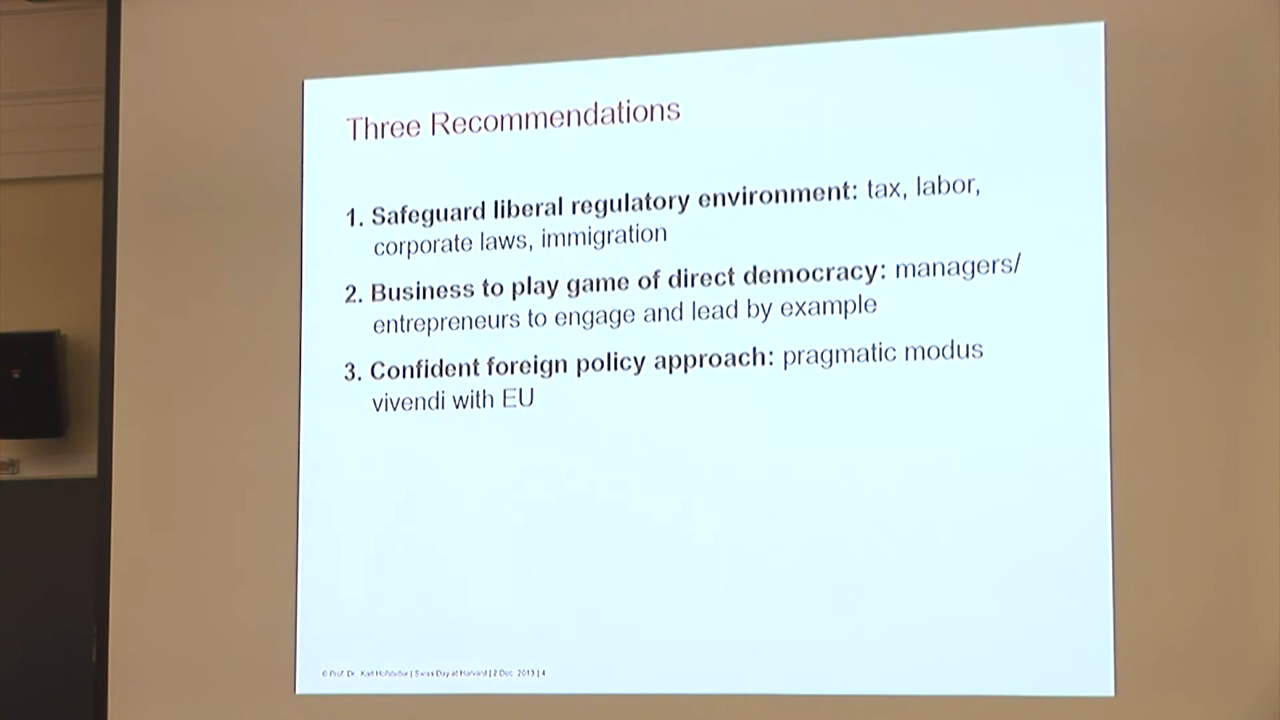 Three Recommendations
1. Safeguard liberal regulatory environment: tax, labor,
corporate laws, immigration
2. Business to play game of direct democracy: managers/
entrepreneurs to engage and lead by example
3. Confident foreign policy approach: pragmatic modus
vivendi with EU
© Prof. Dr. Karl Hofstetter | Swiss Day at Harvard | 2 Dec. 2013 | 4